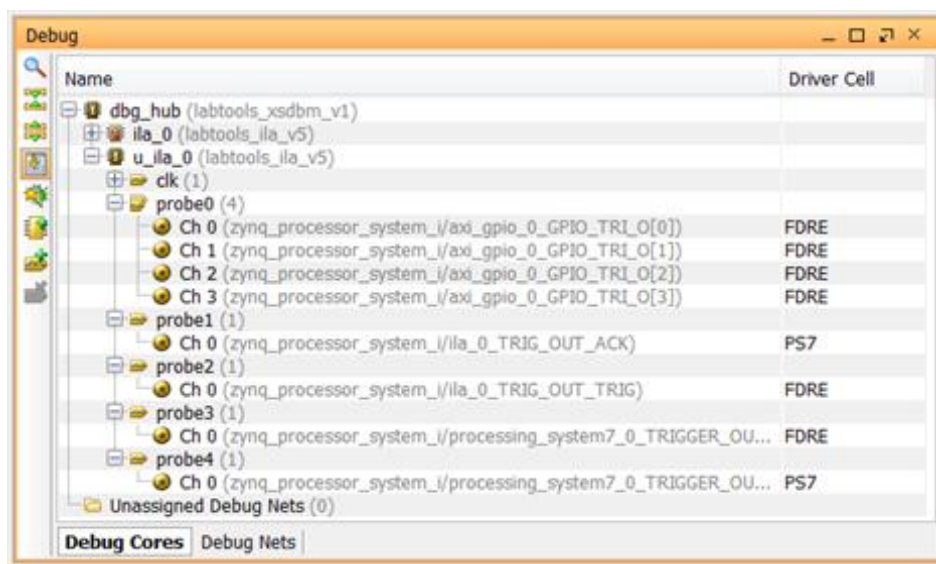 Debug
Name Driver Cell
dbg_hub (labtools_xsdbm_v1)
ila_0 (labtools_ila_v5)
u_ila_0 (labtools_ila_v5)
clk (1)
probe0 (4)
Ch 0 (zynq_processor_system_i/axi_gpio_0_GPIO_TRI_O[0]) FDRE
Ch 1 (zynq_processor_system_i/axi_gpio_0_GPIO_TRI_O[1]) FDRE
Ch 2 (zynq_processor_system_i/axi_gpio_0_GPIO_TRI_O[2]) FDRE
Ch 3 (zynq_processor_system_i/axi_gpio_0_GPIO_TRI_O[3]) FDRE
probe1 (1)
Ch 0 (zynq_processor_system_i/ila_0_TRIG_OUT_ACK) PS7
probe2 (1)
Ch 0 (zynq_processor_system_i/ila_0_TRIG_OUT_TRIG) FDRE
probe3 (1)
Ch 0 (zynq_processor_system_i/processing_system7_0_TRIGGER_OU... FDRE
probe4 (1)
Ch 0 (zynq_processor_system_i/processing_system7_0_TRIGGER_OU... PS7
Unassigned Debug Nets (0)
Debug Cores Debug Nets